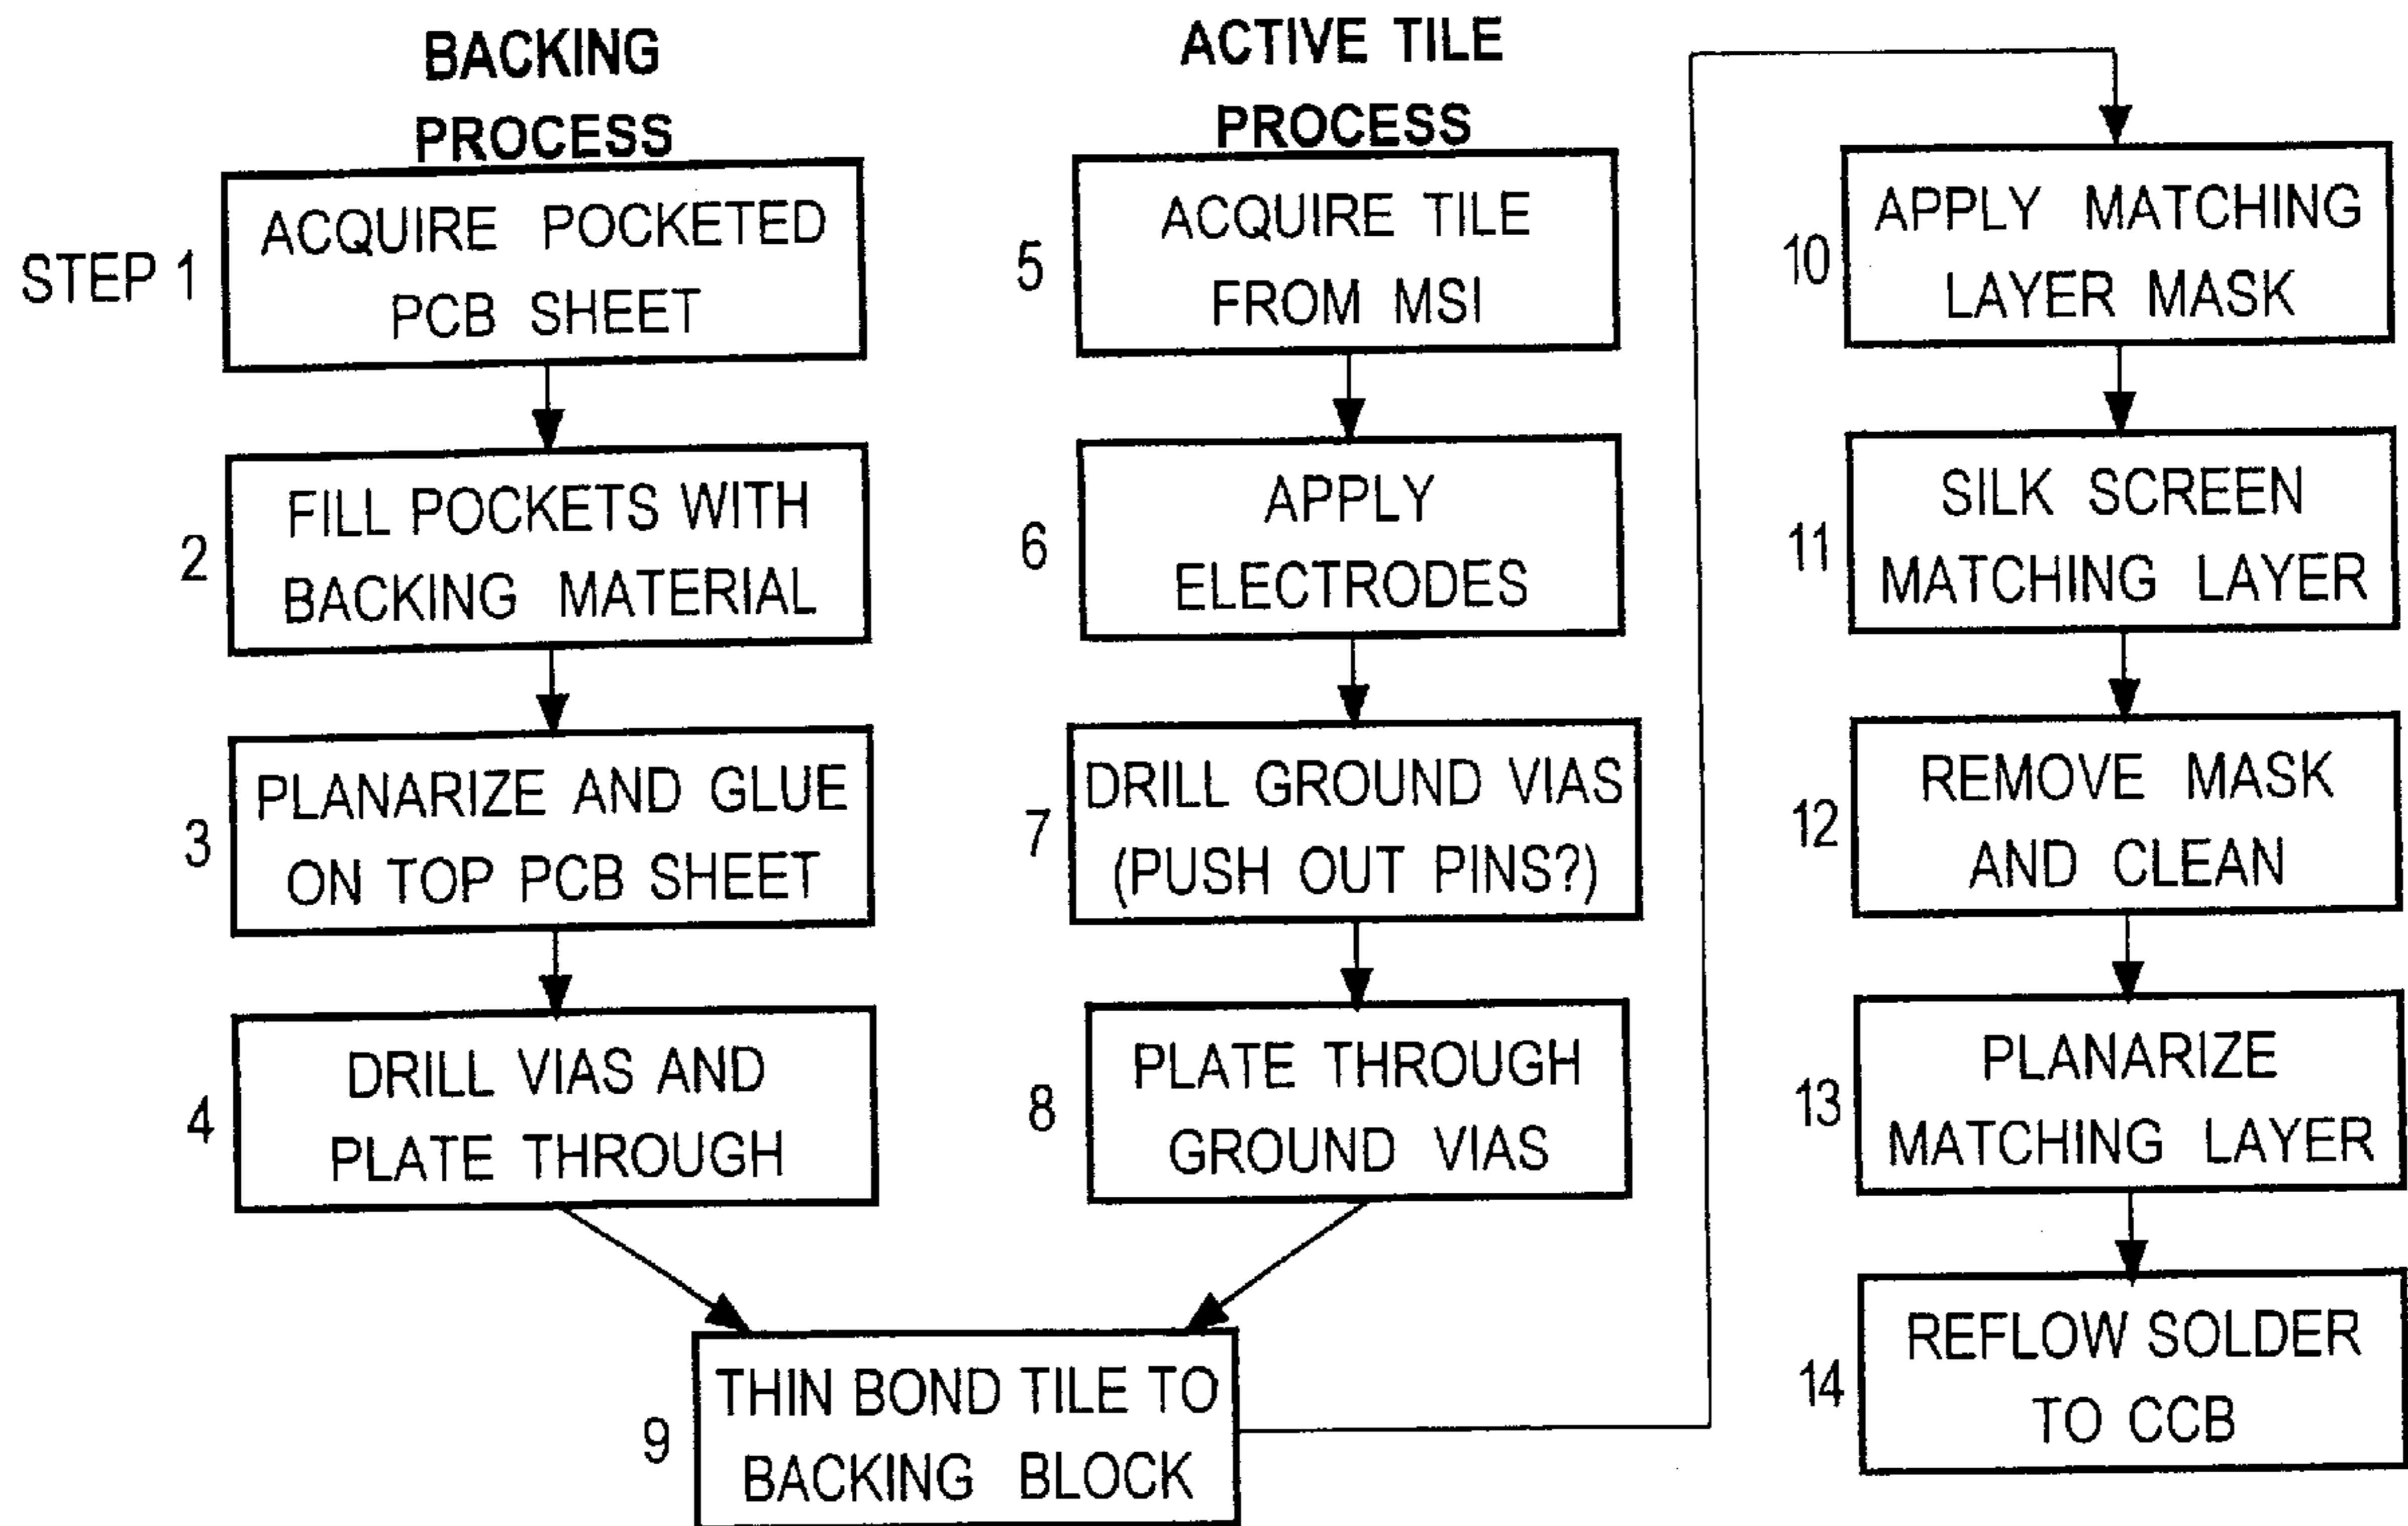 BACKING
PROCESS
STEP 1
ACQUIRE POCKETED
PCB SHEET
2
FILL POCKETS WITH
BACKING MATERIAL
3
PLANARIZE AND GLUE
ON TOP PCB SHEET
4
DRILL VIAS AND
PLATE THROUGH
ACTIVE TILE
PROCESS
5
ACQUIRE TILE
FROM MSI
6
APPLY
ELECTRODES
7
DRILL GROUND VIAS
(PUSH OUT PINS?)
8
PLATE THROUGH
GROUND VIAS
9
THIN BOND TILE TO
BACKING BLOCK
10
APPLY MATCHING
LAYER MASK
11
SILK SCREEN
MATCHING LAYER
12
REMOVE MASK
AND CLEAN
13
PLANARIZE
MATCHING LAYER
14
REFLOW SOLDER
TO CCB